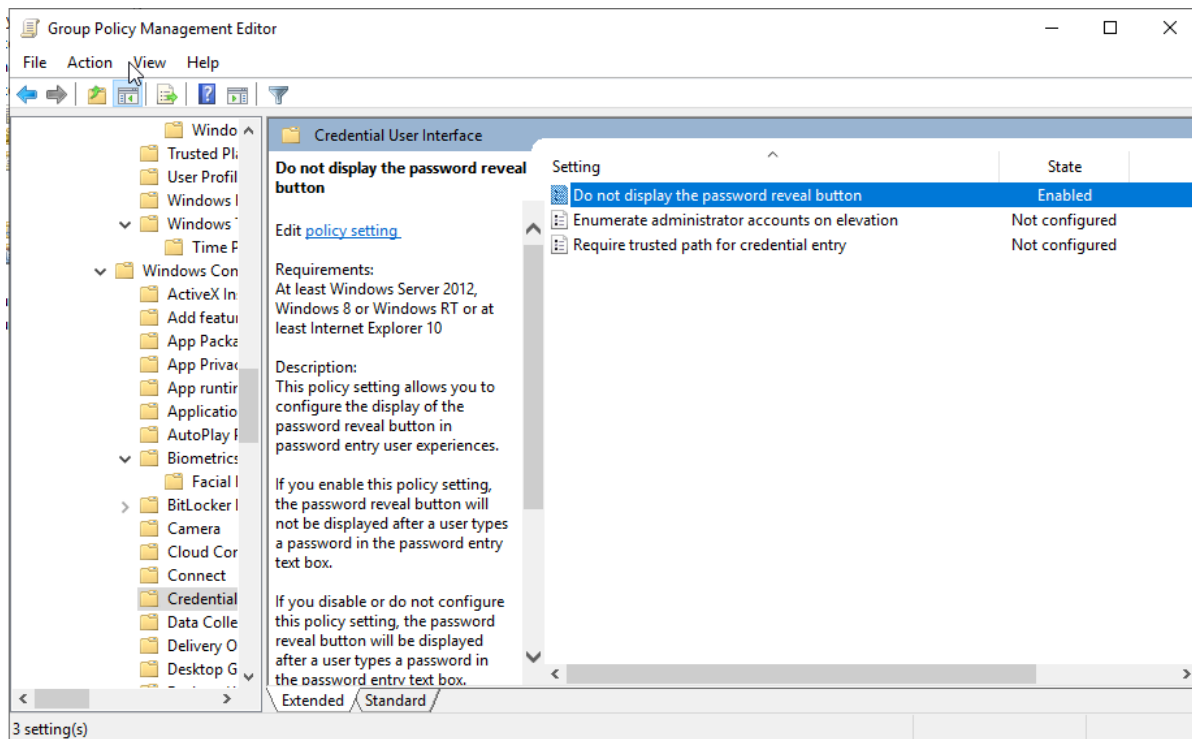 Group Policy Management Editor
File Action View Help
Windo
Trusted Pla
User Profil
Windows I
Windows T
Time P
Windows Con
ActiveX In
Add featur
App Packa
App Privac
App runtir
Applicatio
AutoPlay P
Biometrics
Facial I
BitLocker I
Camera
Cloud Cor
Connect
Credential
Data Colle
Delivery O
Desktop G
Credential User Interface
Do not display the password reveal
button
Edit policy setting
Requirements:
At least Windows Server 2012,
Windows 8 or Windows RT or at
least Internet Explorer 10
Description:
This policy setting allows you to
configure the display of the
password reveal button in
password entry user experiences.
If you enable this policy setting,
the password reveal button will
not be displayed after a user types
a password in the password entry
text box.
If you disable or do not configure
this policy setting, the password
reveal button will be displayed
after a user types a password in
the password entry text box.
Setting State
Do not display the password reveal button Enabled
Enumerate administrator accounts on elevation Not configured
Require trusted path for credential entry Not configured
Extended Standard
3 setting(s)